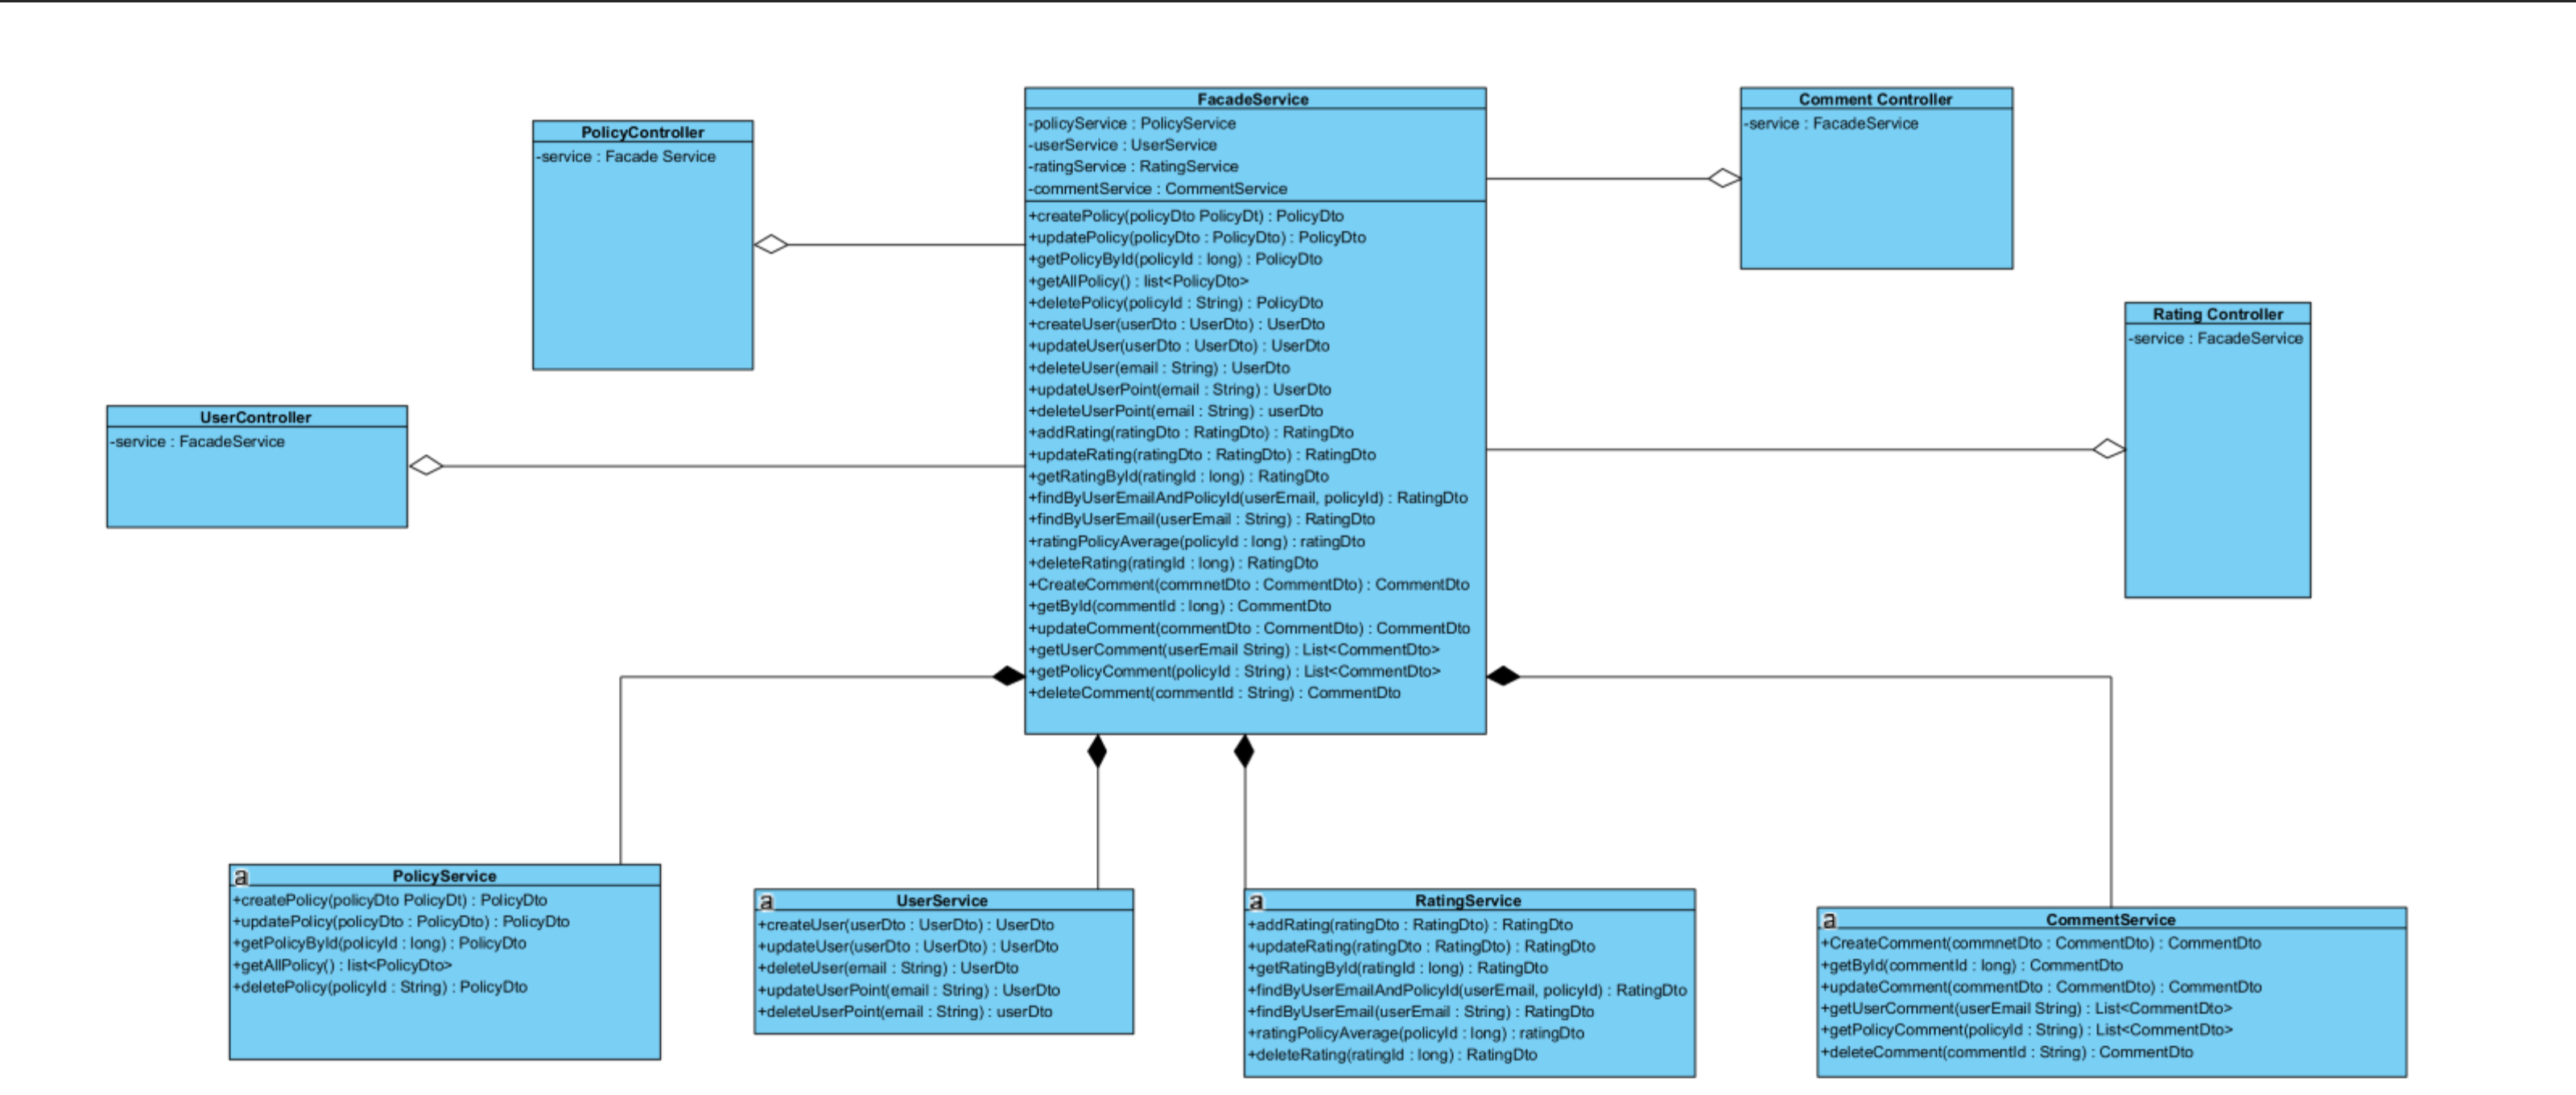 PolicyController
-service : Facade Service
UserController
-service : FacadeService
FacadeService
-policyService : PolicyService
-userService : UserService
-ratingService : RatingService
-commentService : CommentService
+createPolicy(policyDto PolicyDt) : PolicyDto
+updatePolicy(policyDto : PolicyDto) : PolicyDto
+getPolicyById(policyId : long) : PolicyDto
+getAllPolicy() : list<PolicyDto>
+deletePolicy(policyId : String) : PolicyDto
+createUser(userDto : UserDto) : UserDto
+updateUser(userDto : UserDto) : UserDto
+deleteUser(email : String) : UserDto
+updateUserPoint(email : String) : UserDto
+deleteUserPoint(email : String) : userDto
+addRating(ratingDto : RatingDto) : RatingDto
+updateRating(ratingDto : RatingDto) : RatingDto
+getRatingById(ratingId : long) : RatingDto
+findByUserEmailAndPolicyId(userEmail, policyId) : RatingDto
+findByUserEmail(userEmail : String) : RatingDto
+ratingPolicyAverage(policyId : long) : ratingDto
+deleteRating(ratingId : long) : RatingDto
+CreateComment(commnetDto : CommentDto) : CommentDto
+getById(commentId : long) : CommentDto
+updateComment(commentDto : CommentDto) : CommentDto
+getUserComment(userEmail String) : List<CommentDto>
+getPolicyComment(policyId : String) : List<CommentDto>
+deleteComment(commentId : String) : CommentDto
Comment Controller
-service : FacadeService
Rating Controller
-service : FacadeService
a PolicyService
+createPolicy(policyDto PolicyDt) : PolicyDto
+updatePolicy(policyDto : PolicyDto) : PolicyDto
+getPolicyById(policyId : long) : PolicyDto
+getAllPolicy() : list<PolicyDto>
+deletePolicy(policyId : String) : PolicyDto
a UserService
+createUser(userDto : UserDto) : UserDto
+updateUser(userDto : UserDto) : UserDto
+deleteUser(email : String) : UserDto
+updateUserPoint(email : String) : UserDto
+deleteUserPoint(email : String) : userDto
a RatingService
+addRating(ratingDto : RatingDto) : RatingDto
+updateRating(ratingDto : RatingDto) : RatingDto
+getRatingById(ratingId : long) : RatingDto
+findByUserEmailAndPolicyId(userEmail, policyId) : RatingDto
+findByUserEmail(userEmail : String) : RatingDto
+ratingPolicyAverage(policyId : long) : ratingDto
+deleteRating(ratingId : long) : RatingDto
a CommentService
+CreateComment(commnetDto : CommentDto) : CommentDto
+getById(commentId : long) : CommentDto
+updateComment(commentDto : CommentDto) : CommentDto
+getUserComment(userEmail String) : List<CommentDto>
+getPolicyComment(policyId : String) : List<CommentDto>
+deleteComment(commentId : String) : CommentDto